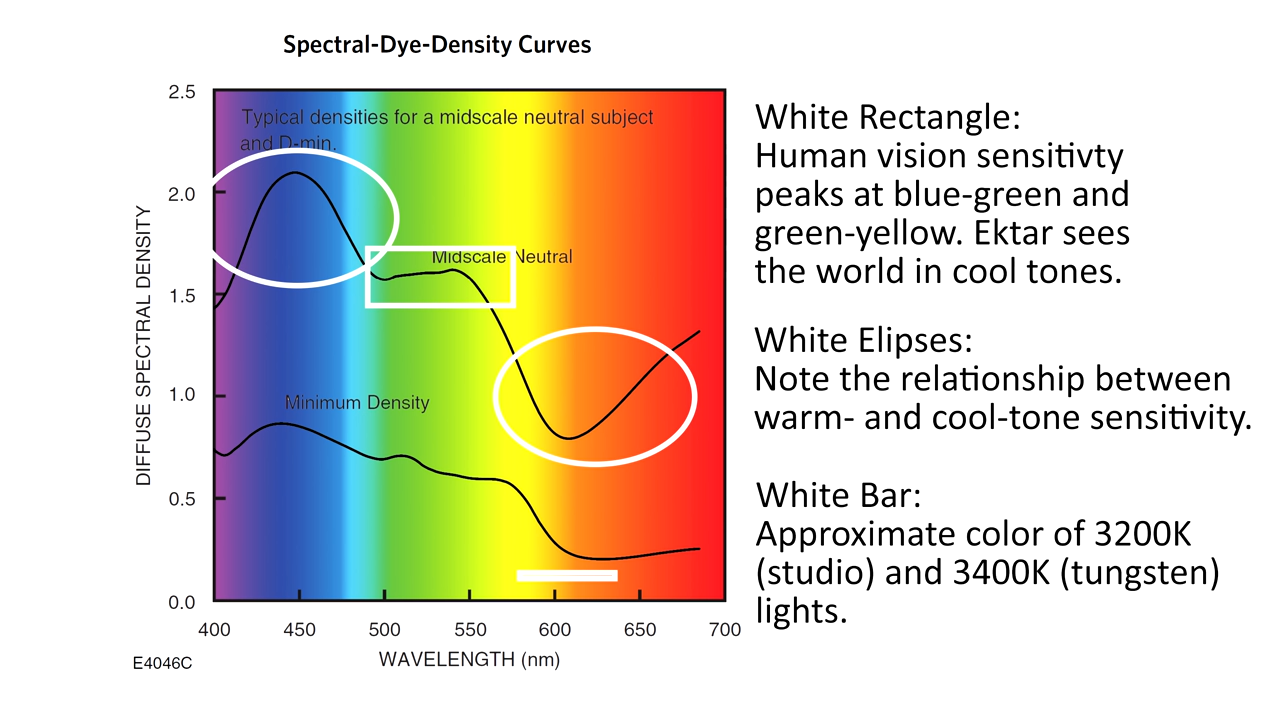 Spectral-Dye-Density Curves
2.5
Typical densities for a midscale neutral subject
and D-min.
2.0
Midscale Neutral
1.5
1.0
Minimum Density
0.5
0.0
DIFFUSE SPECTRAL DENSITY
400 450 500 550 600 650 700
WAVELENGTH (nm)
E4046C
White Rectangle:
Human vision sensitivty
peaks at blue-green and
green-yellow. Ektar sees
the world in cool tones.
White Elipses:
Note the relationship between
warm- and cool-tone sensitivity.
White Bar:
Approximate color of 3200K
(studio) and 3400K (tungsten)
lights.